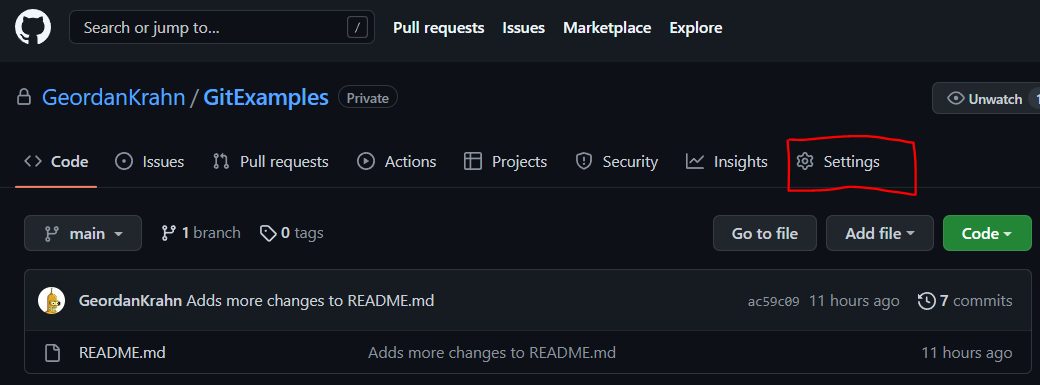 Search or jump to... / Pull requests Issues Marketplace Explore
GeordanKrahn / GitExamples Private Unwatch 1
Code Issues Pull requests Actions Projects Security Insights Settings
main 1 branch 0 tags Go to file Add file Code
GeordanKrahn Adds more changes to README.md ac59c09 11 hours ago 7 commits
README.md Adds more changes to README.md 11 hours ago